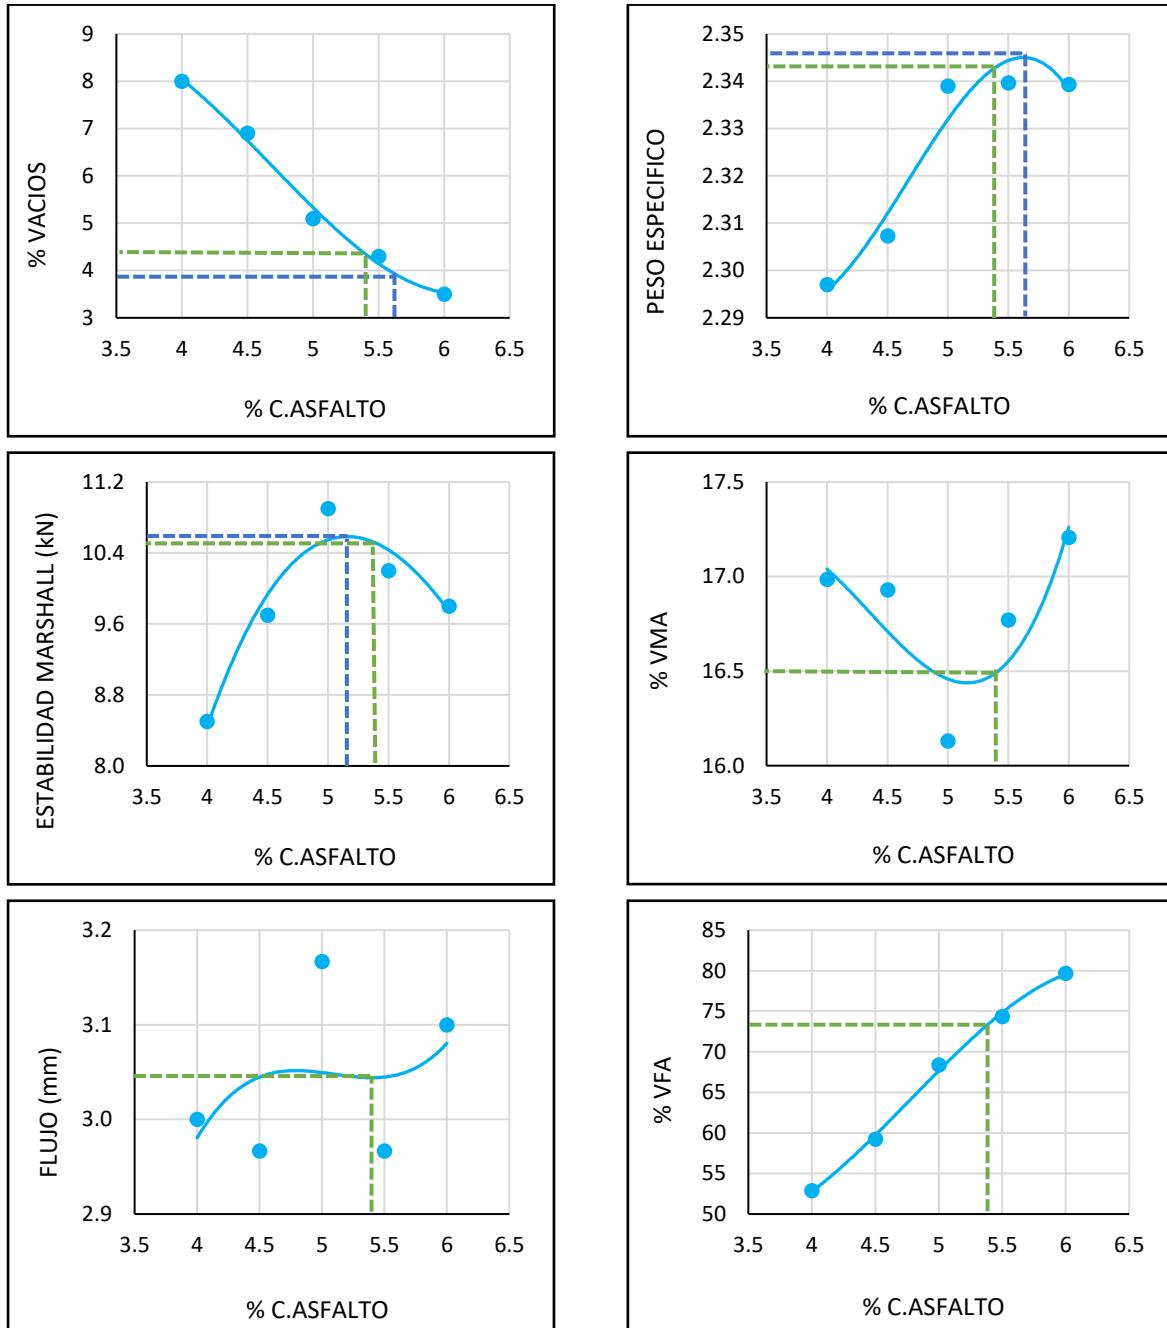 9
8
7
6
5
4
3
3.5 4 4.5 5 5.5 6 6.5
% VACIOS
% C.ASFALTO
2.35
2.34
2.33
2.32
2.31
2.30
2.29
3.5 4 4.5 5 5.5 6 6.5
PESO ESPECIFICO
% C.ASFALTO
11.2
10.4
9.6
8.8
8.0
3.5 4 4.5 5 5.5 6 6.5
ESTABILIDAD MARSHALL (kN)
% C.ASFALTO
17.5
17.0
16.5
16.0
3.5 4 4.5 5 5.5 6 6.5
% VMA
% C.ASFALTO
3.2
3.1
3.0
2.9
3.5 4 4.5 5 5.5 6 6.5
FLUJO (mm)
% C.ASFALTO
85
80
75
70
65
60
55
50
3.5 4 4.5 5 5.5 6 6.5
% VFA
% C.ASFALTO